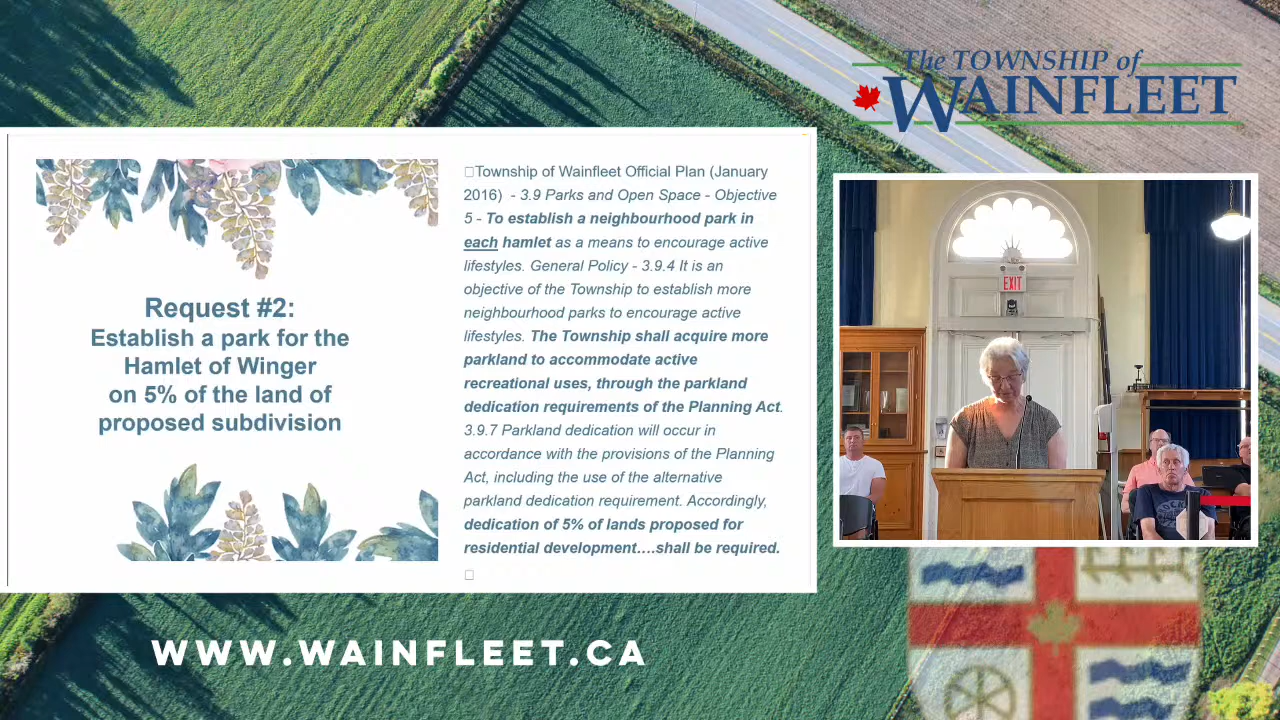 The TOWNSHIP of
WAINFLEET
Request #2:
Establish a park for the
Hamlet of Winger
on 5% of the land of
proposed subdivision
Township of Wainfleet Official Plan (January
2016) - 3.9 Parks and Open Space - Objective
5 - To establish a neighbourhood park in
each hamlet as a means to encourage active
lifestyles. General Policy - 3.9.4 It is an
objective of the Township to establish more
neighbourhood parks to encourage active
lifestyles. The Township shall acquire more
parkland to accommodate active
recreational uses, through the parkland
dedication requirements of the Planning Act.
3.9.7 Parkland dedication will occur in
accordance with the provisions of the Planning
Act, including the use of the alternative
parkland dedication requirement. Accordingly,
dedication of 5% of lands proposed for
residential development….shall be required.
EXIT
WWW.WAINFLEET.CA